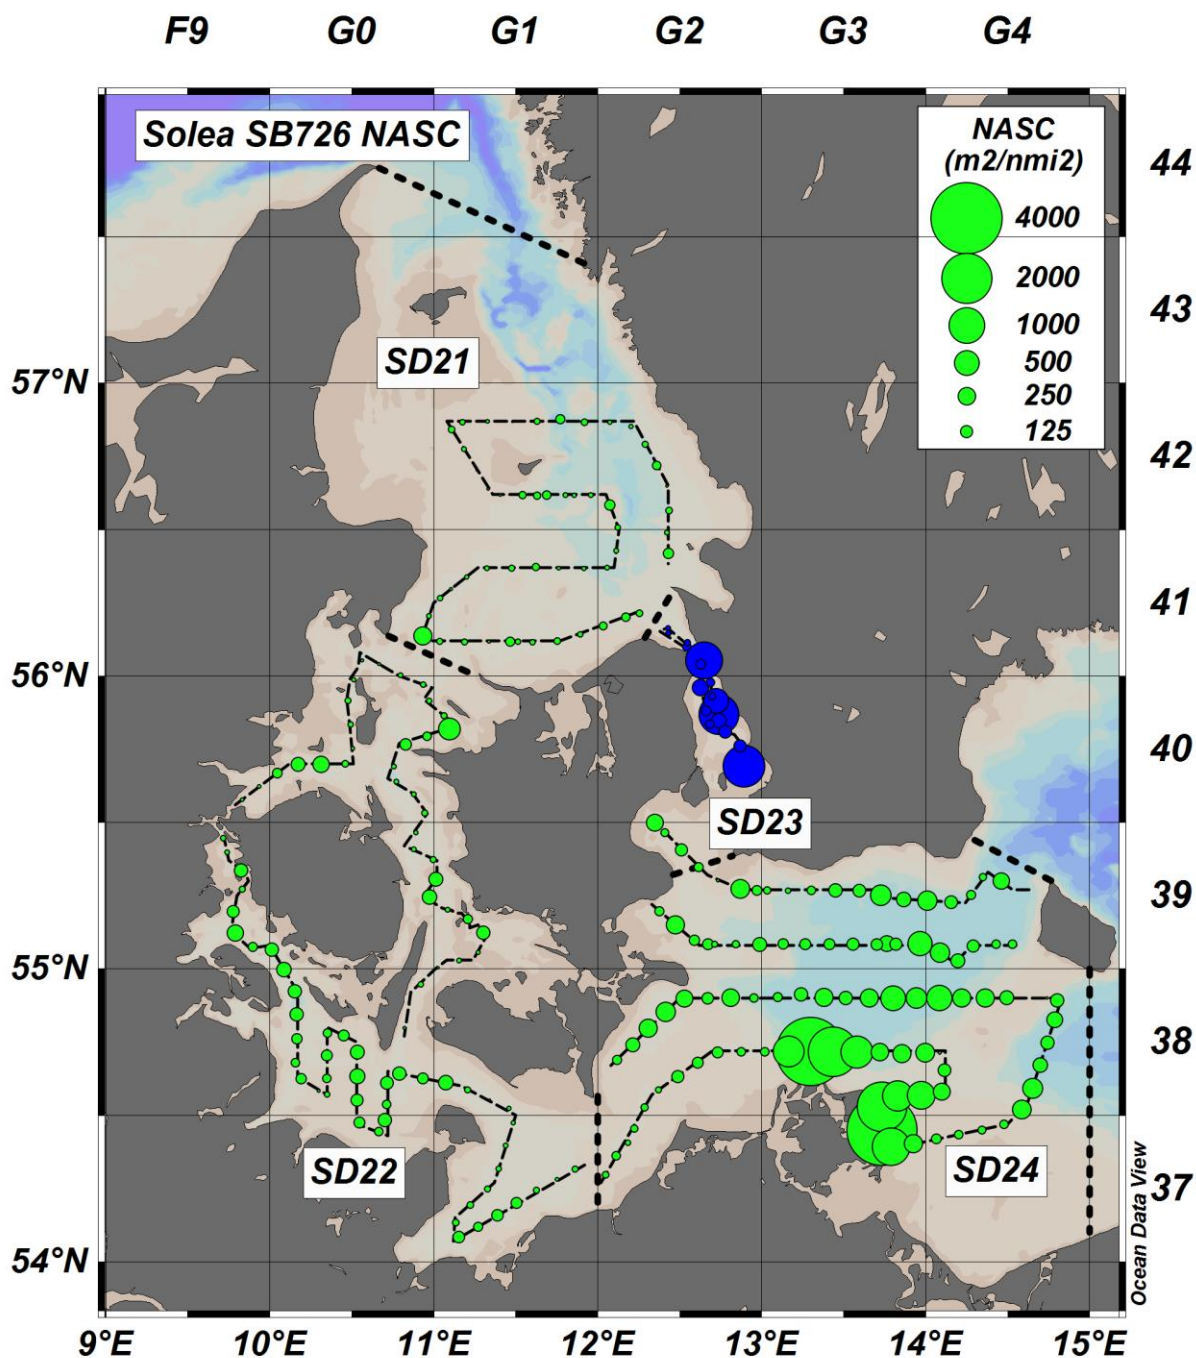 F9 G0 G1 G2 G3 G4
Solea SB726 NASC
NASC
(m2/nmi2)
4000
2000
1000
500
250
125
44
43
SD21
57°N
42
41
56°N
40
SD23
39
55°N
38
SD22
SD24
37
54°N
Ocean Data View
9°E 10°E 11°E 12°E 13°E 14°E 15°E